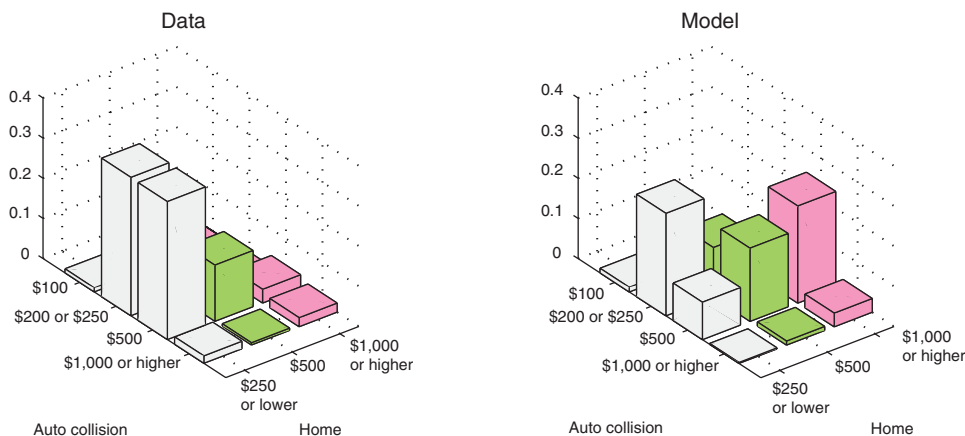 Data
0.4
0.3
0.2
0.1
0
$100
$200 or $250
$500
$1,000 or higher
$250
or lower
$500
$1,000
or higher
Auto collision
Home
Model
0.4
0.3
0.2
0.1
0
$100
$200 or $250
$500
$1,000 or higher
$250
or lower
$500
$1,000
or higher
Auto collision
Home